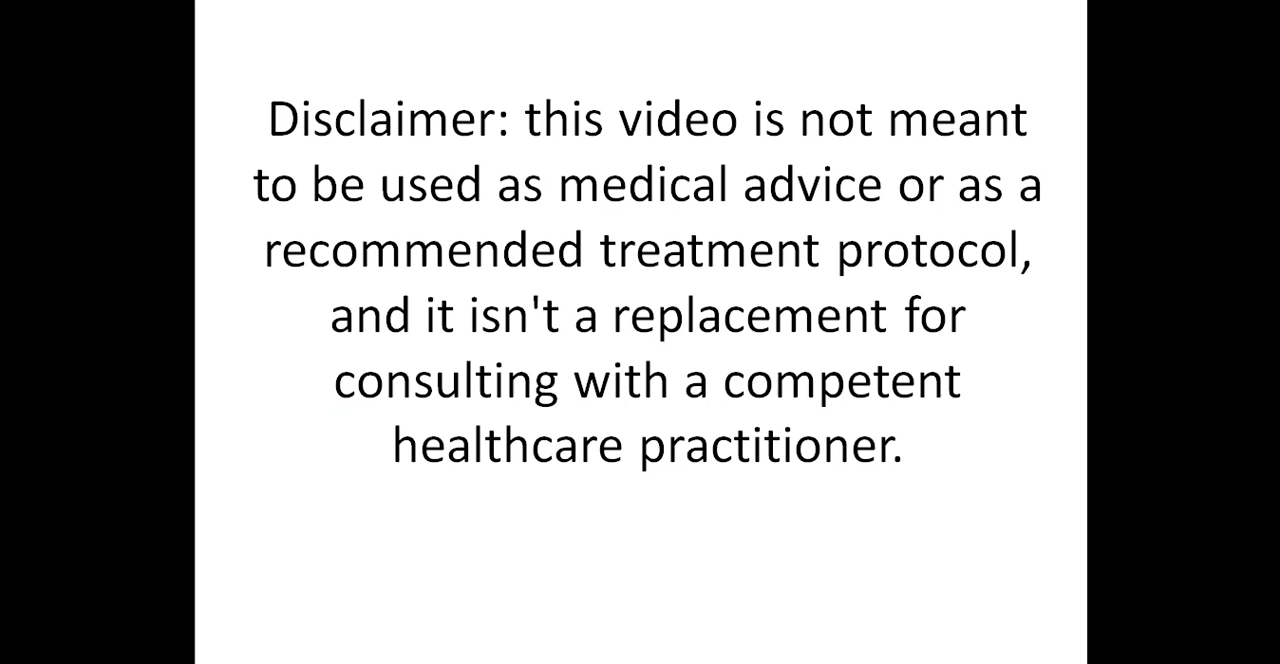 Disclaimer: this video is not meant
to be used as medical advice or as a
recommended treatment protocol,
and it isn't a replacement for
consulting with a competent
healthcare practitioner.